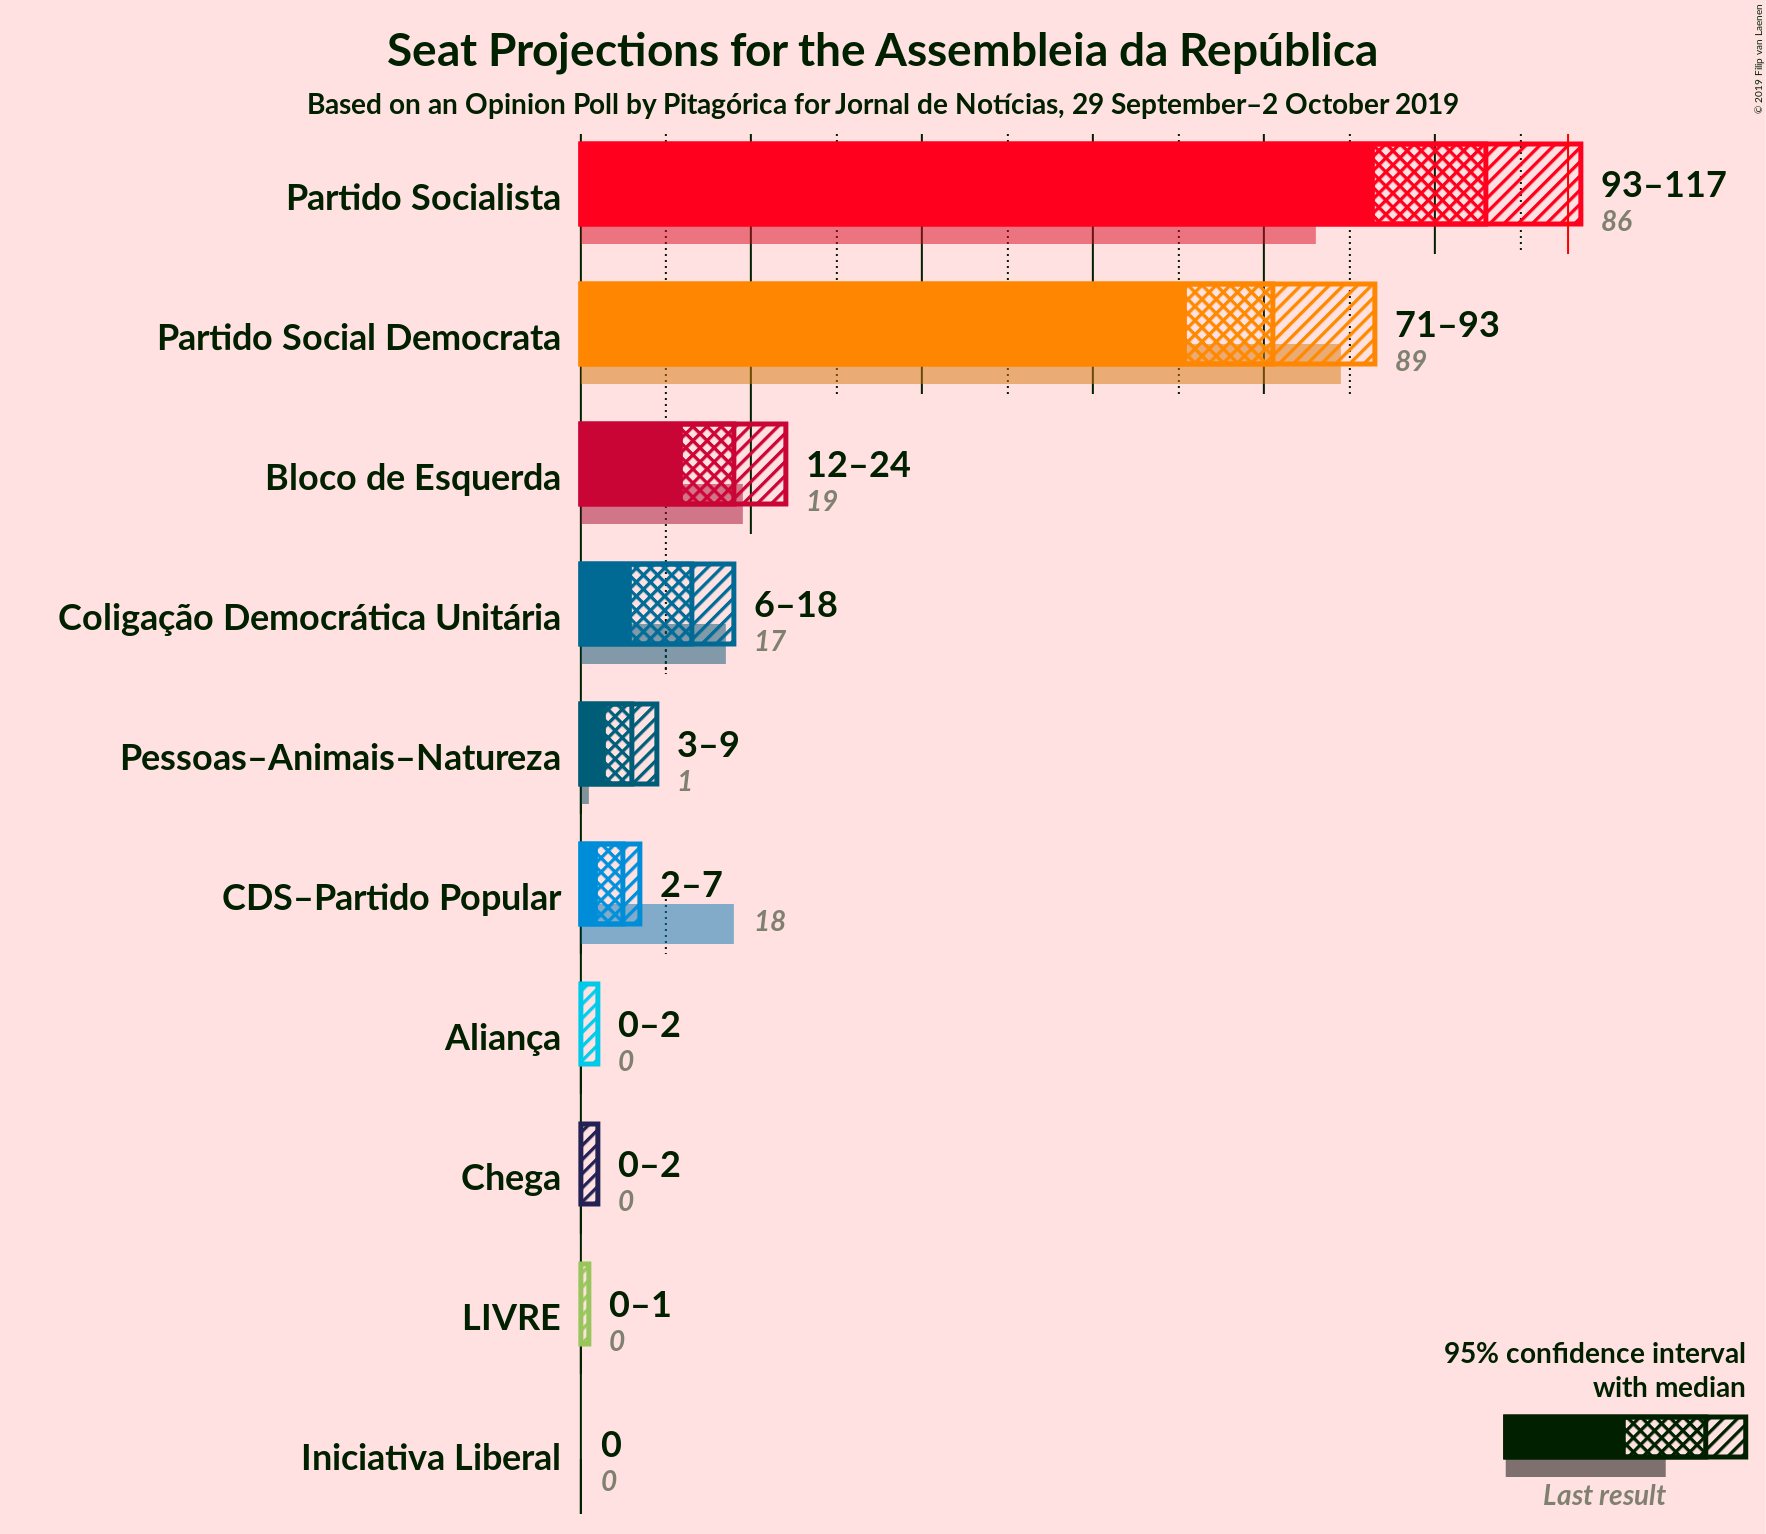 Seat Projections for the Assembleia da República
Based on an Opinion Poll by Pitagórica for Jornal de Notícias, 29 September–2 October 2019
© 2019 Filip van Laenen
Partido Socialista
93–117
86
Partido Social Democrata
71–93
89
Bloco de Esquerda
12–24
19
Coligação Democrática Unitária
6–18
17
Pessoas–Animais–Natureza
3–9
1
CDS–Partido Popular
2–7
18
Aliança
0–2
0
Chega
0–2
0
LIVRE
0–1
0
Iniciativa Liberal
0
0
95% confidence interval
with median
Last result